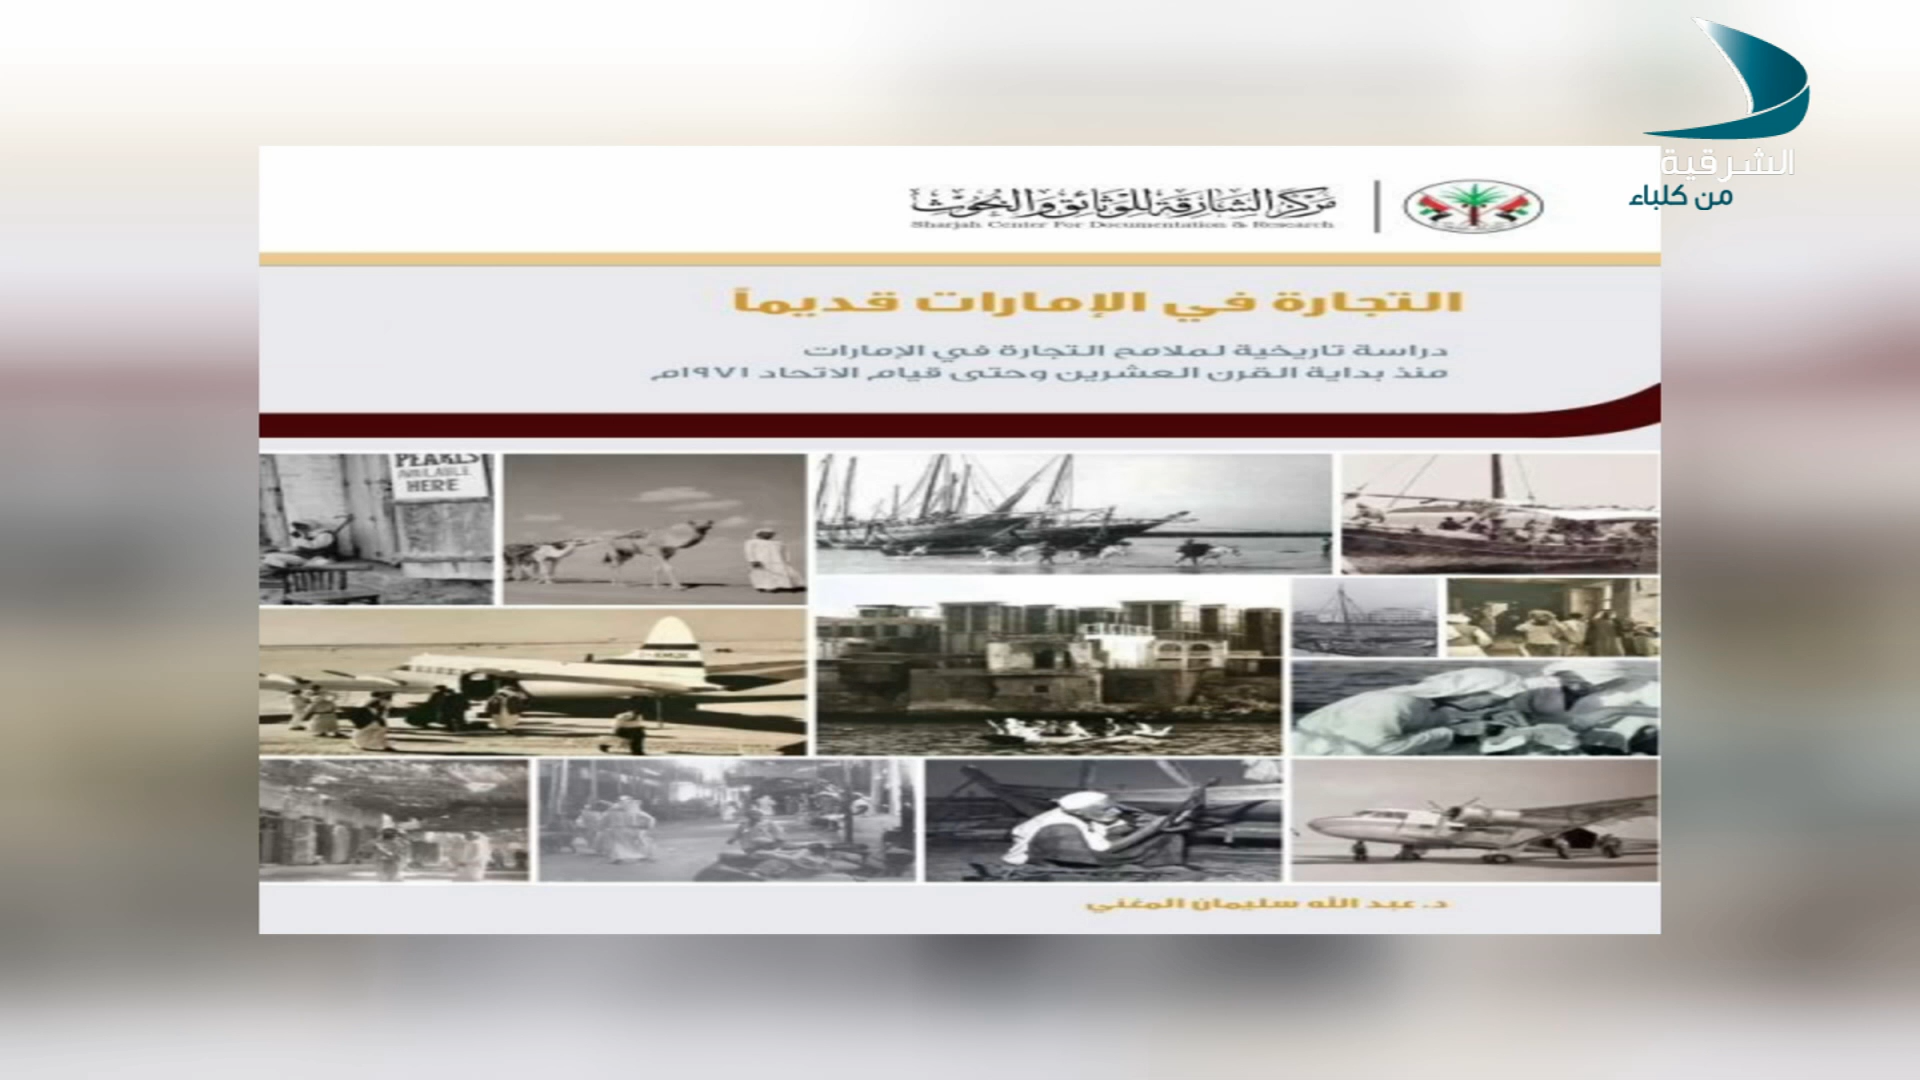 الشرقية
من كلباء
مركز الشارقة للوثائق والبحوث
Sharjah Center For Documentation & Research
التجارة في الإمارات قديماً
دراسة تاريخية لملامح التجارة في الإمارات
منذ بداية القرن العشرين وحتى قيام الاتحاد ١٩٧١م
PEARLS
AVAILABLE
HERE
د. عبد الله سليمان المغني